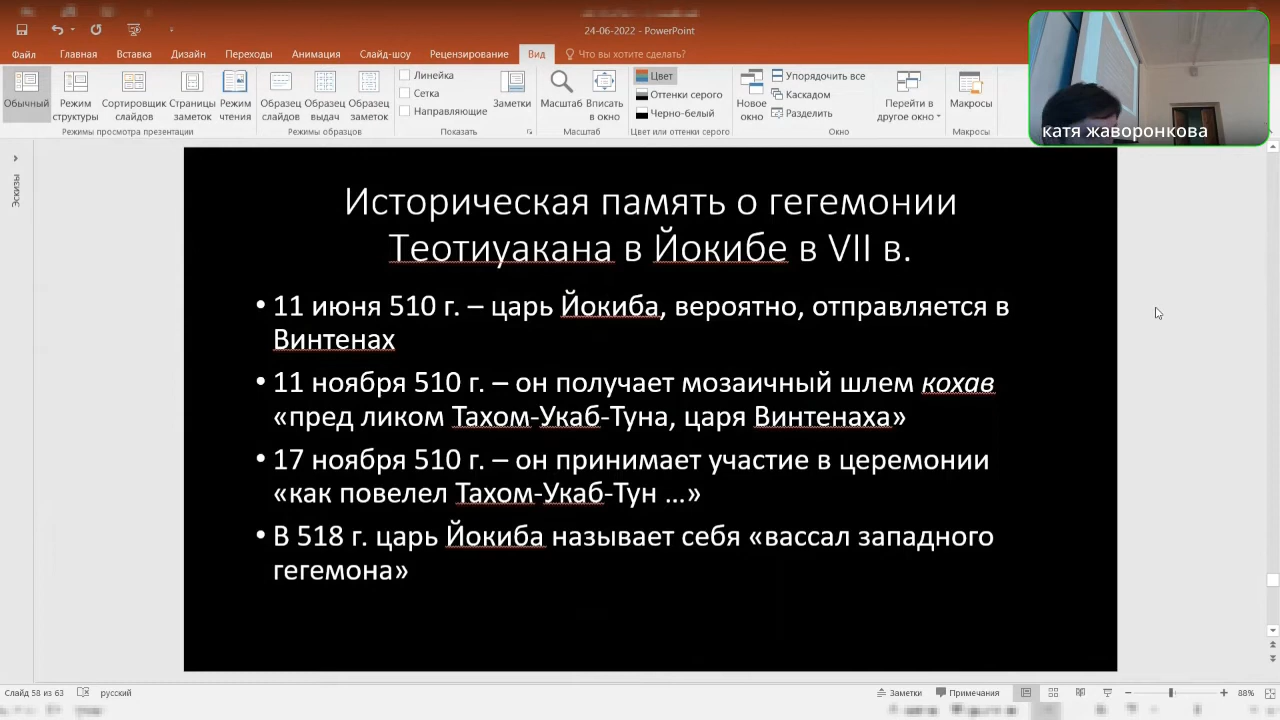 24-06-2022 - PowerPoint
Файл Главная Вставка Дизайн Переходы Анимация Слайд-шоу Рецензирование Вид Что вы хотите сделать?
Обычный Режим структуры Сортировщик слайдов Страницы заметок Режим чтения
Режимы просмотра презентации
Образец слайдов Образец выдач Образец заметок
Режимы образцов
Линейка
Сетка
Направляющие
Показать
Заметки
Масштаб Вписать в окно
Масштаб
Цвет
Оттенки серого
Черно-белый
Цвет или оттенки серого
Новое окно
Упорядочить все
Каскадом
Разделить
Перейти в другое окно
Окно
Макросы
Макросы
катя жаворонкова
Эскизы
Историческая память о гегемонии
Теотиуакана в Йокибе в VII в.
• 11 июня 510 г. – царь Йокиба, вероятно, отправляется в
Винтенах
• 11 ноября 510 г. – он получает мозаичный шлем кохав
«пред ликом Тахом-Укаб-Туна, царя Винтенаха»
• 17 ноября 510 г. – он принимает участие в церемонии
«как повелел Тахом-Укаб-Тун ...»
• В 518 г. царь Йокиба называет себя «вассал западного
гегемона»
Слайд 58 из 63 русский Заметки Примечания 88%